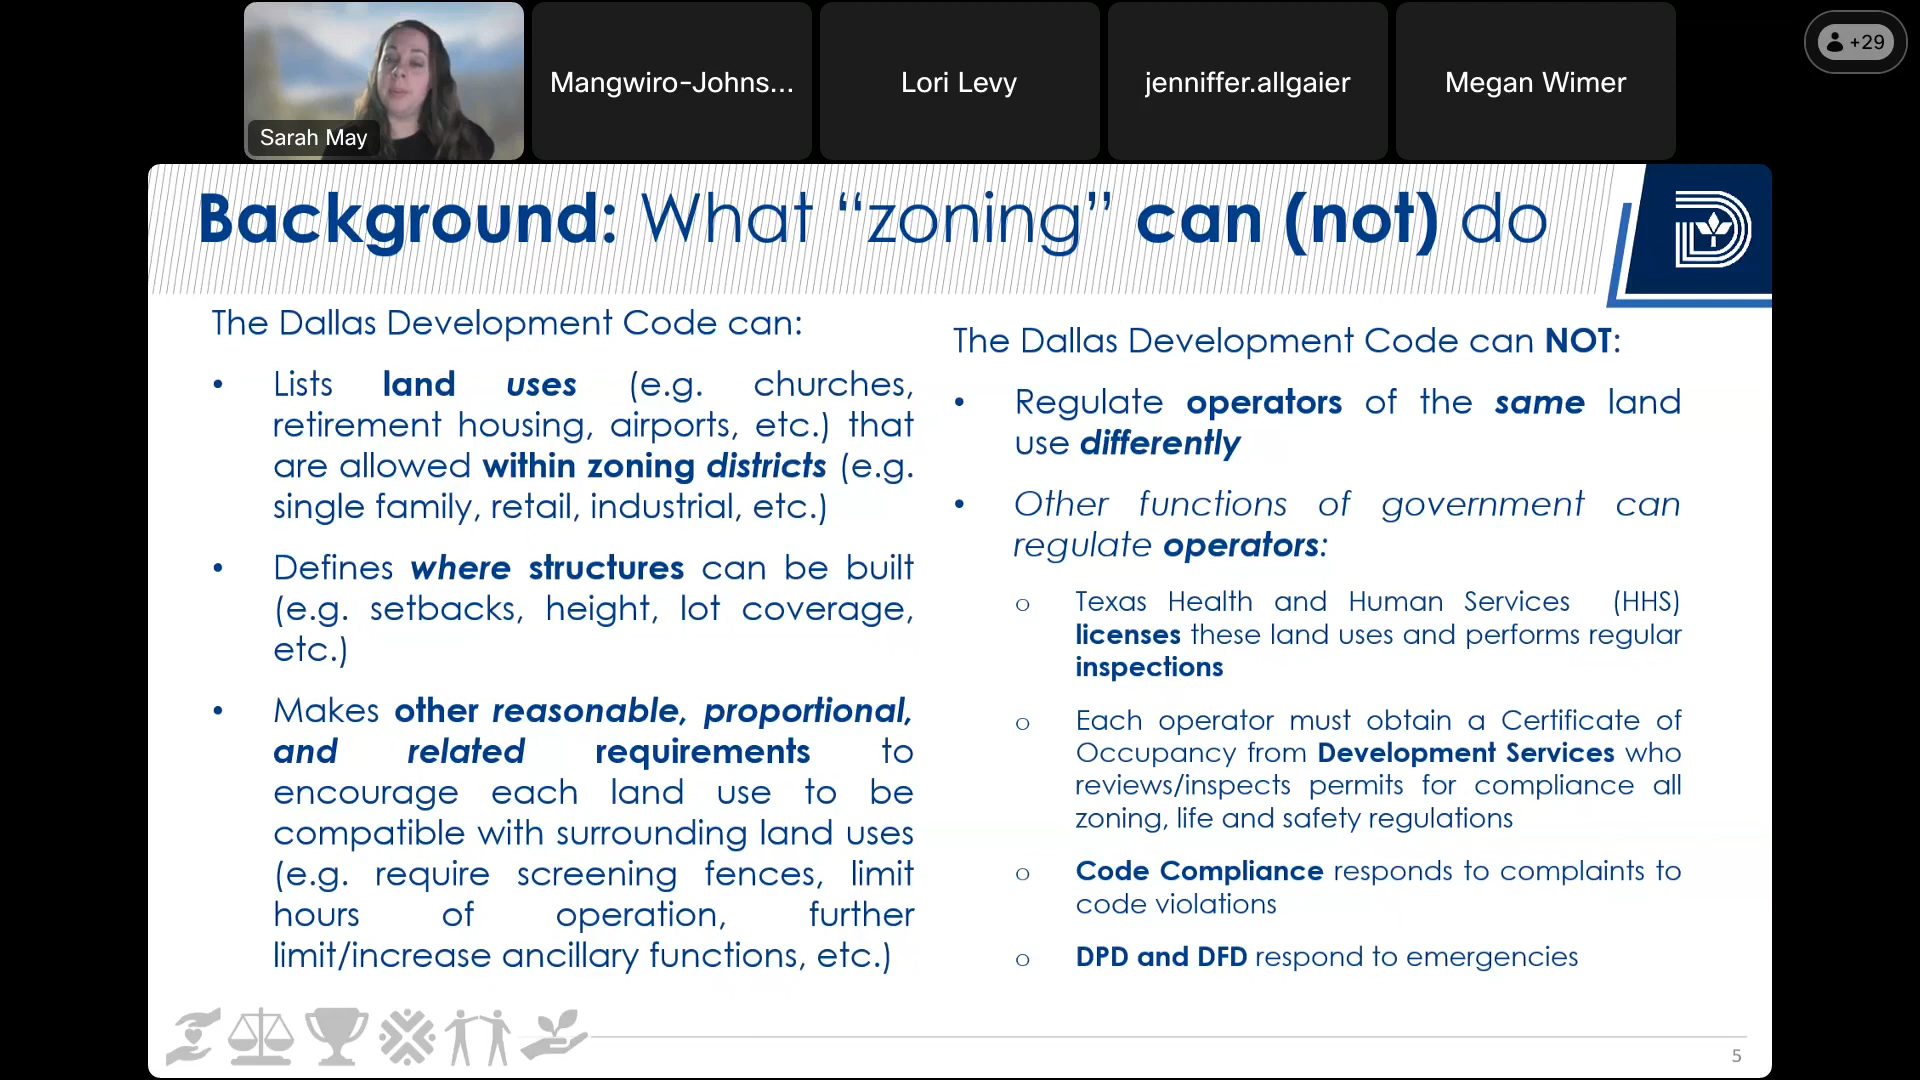 Sarah May
Mangwiro-Johns...
Lori Levy
jenniffer.allgaier
Megan Wimer
+29
Background: What “zoning” can (not) do
The Dallas Development Code can:
• Lists land uses (e.g. churches,
retirement housing, airports, etc.) that
are allowed within zoning districts (e.g.
single family, retail, industrial, etc.)
• Defines where structures can be built
(e.g. setbacks, height, lot coverage,
etc.)
• Makes other reasonable, proportional,
and related requirements to
encourage each land use to be
compatible with surrounding land uses
(e.g. require screening fences, limit
hours of operation, further
limit/increase ancillary functions, etc.)
The Dallas Development Code can NOT:
• Regulate operators of the same land
use differently
• Other functions of government can
regulate operators:
o Texas Health and Human Services (HHS)
licenses these land uses and performs regular
inspections
o Each operator must obtain a Certificate of
Occupancy from Development Services who
reviews/inspects permits for compliance all
zoning, life and safety regulations
o Code Compliance responds to complaints to
code violations
o DPD and DFD respond to emergencies
5